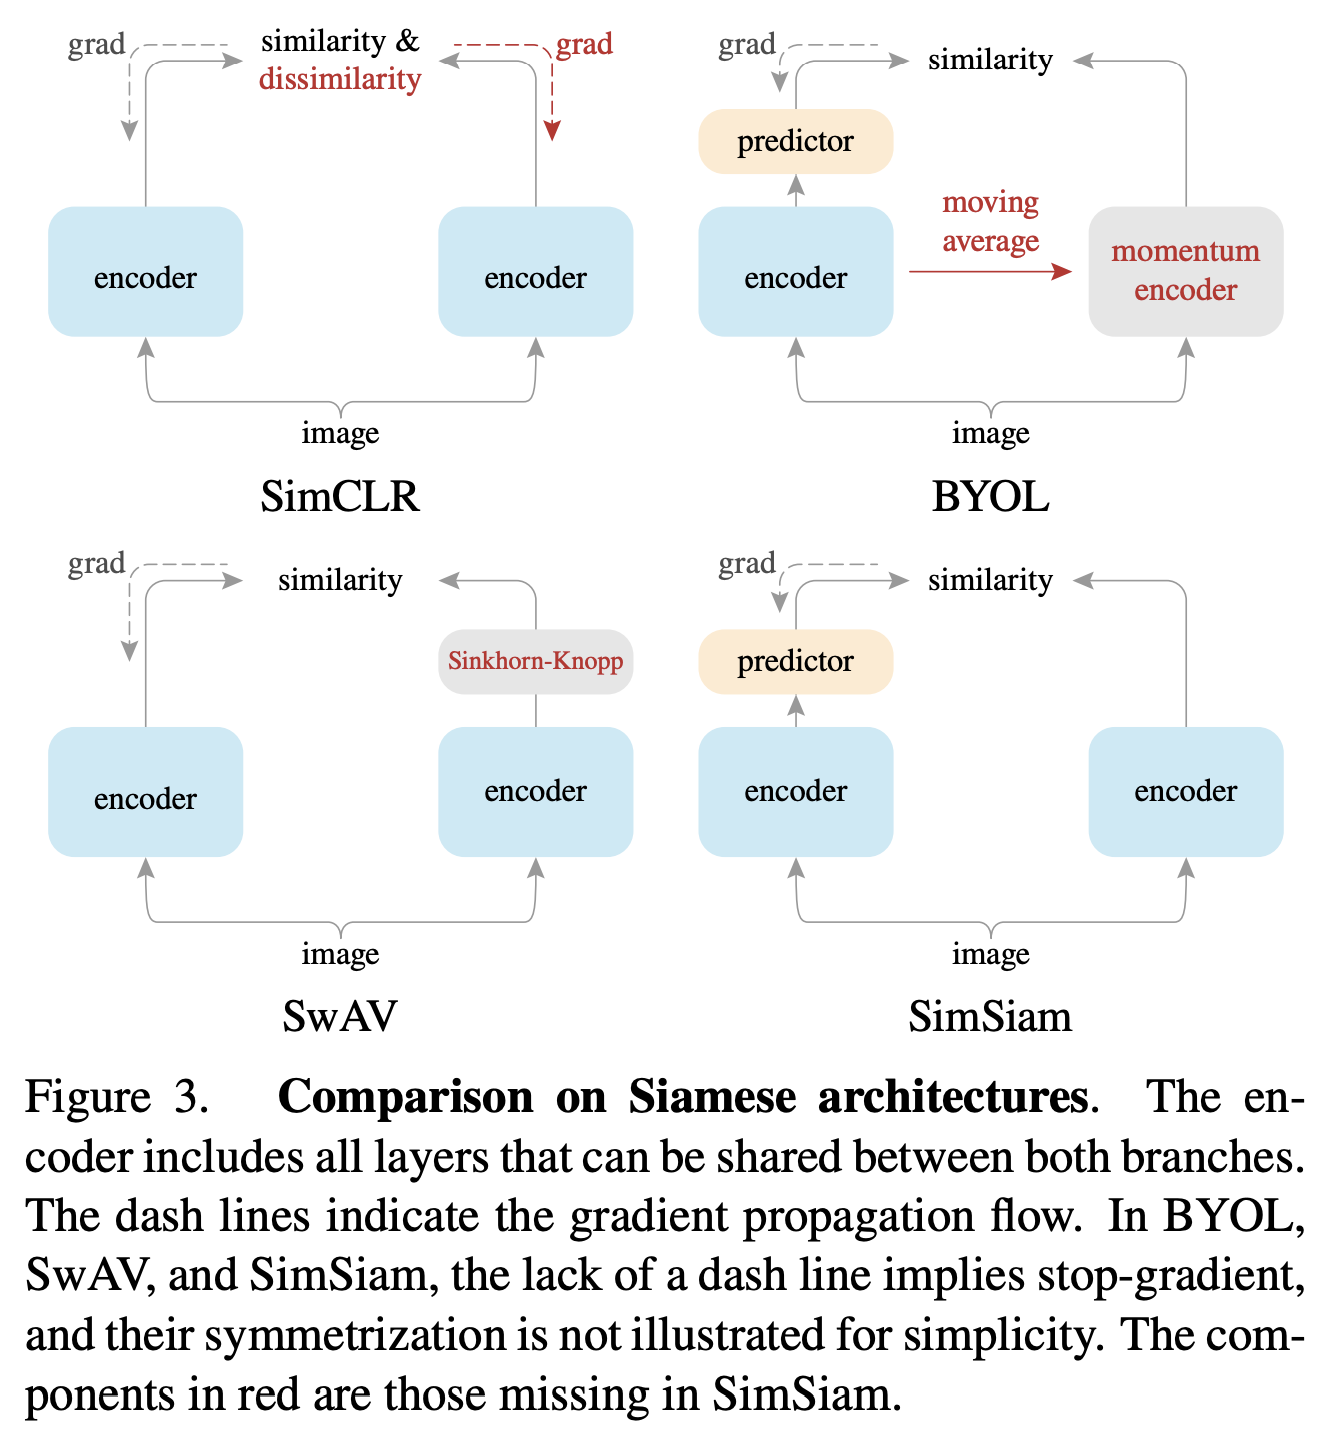 grad
similarity &
dissimilarity
grad
encoder
encoder
image
SimCLR
grad
similarity
predictor
moving
average
encoder
momentum
encoder
image
BYOL
grad
similarity
Sinkhorn-Knopp
encoder
encoder
image
SwAV
grad
similarity
predictor
encoder
encoder
image
SimSiam
Figure 3. Comparison on Siamese architectures. The en-
coder includes all layers that can be shared between both branches.
The dash lines indicate the gradient propagation flow. In BYOL,
SwAV, and SimSiam, the lack of a dash line implies stop-gradient,
and their symmetrization is not illustrated for simplicity. The com-
ponents in red are those missing in SimSiam.